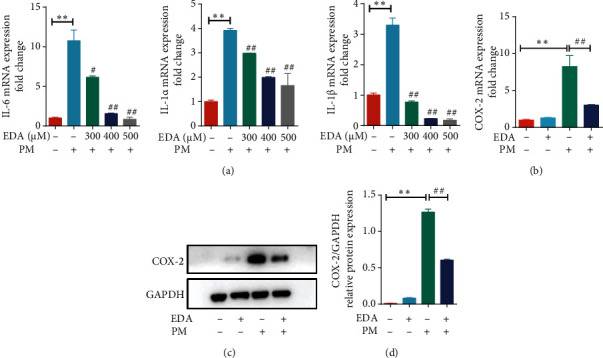 IL-6 mRNA expression
fold change
15
10
5
0
**
#
##
##
EDA (μM) – – 300 400 500
PM – + + + +
IL-1α mRNA expression
fold change
5
4
3
2
1
0
**
##
##
##
EDA (μM) – – 300 400 500
PM – + + + +
IL-1β mRNA expression
fold change
4
3
2
1
0
**
##
##
##
EDA (μM) – – 300 400 500
PM – + + + +
(a)
COX-2 mRNA expression
fold change
15
10
5
0
**
##
EDA – + – +
PM – – + +
(b)
COX-2
GAPDH
EDA – + – +
PM – – + +
(c)
COX-2/GAPDH
relative protein expression
1.5
1.0
0.5
0.0
**
##
EDA – + – +
PM – – + +
(d)